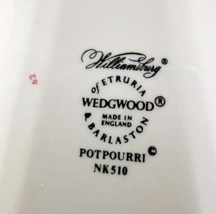 Williamsburg®
OF ETRURIA
WEDGWOOD®
MADE IN
ENGLAND
& BARLASTON
POTPOURRI©
NK510